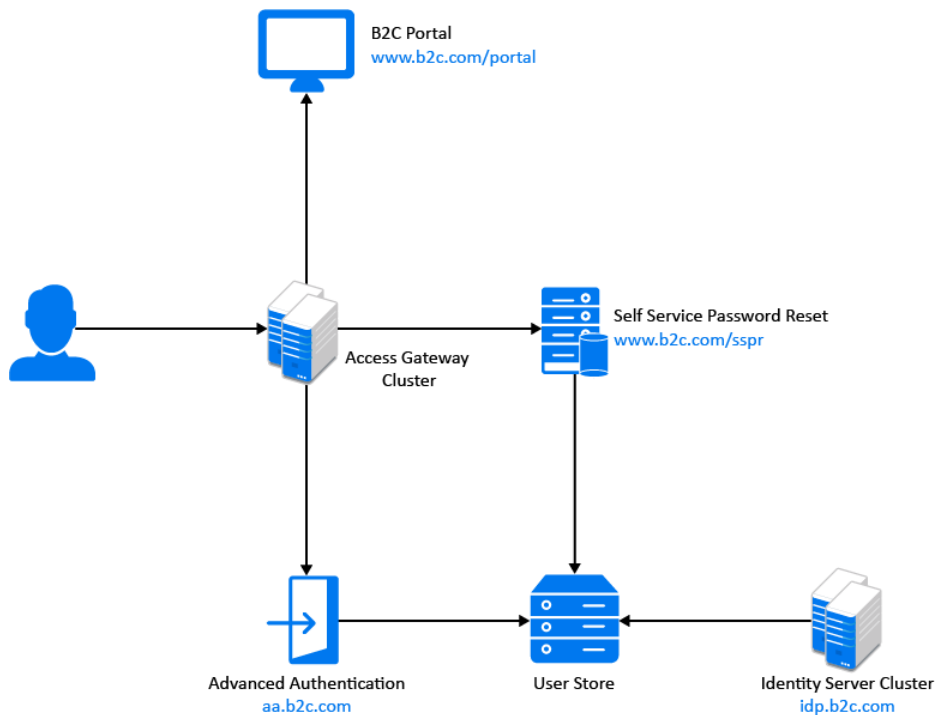 B2C Portal
www.b2c.com/portal
Self Service Password Reset
www.b2c.com/sspr
Access Gateway
Cluster
Advanced Authentication
aa.b2c.com
User Store
Identity Server Cluster
idp.b2c.com